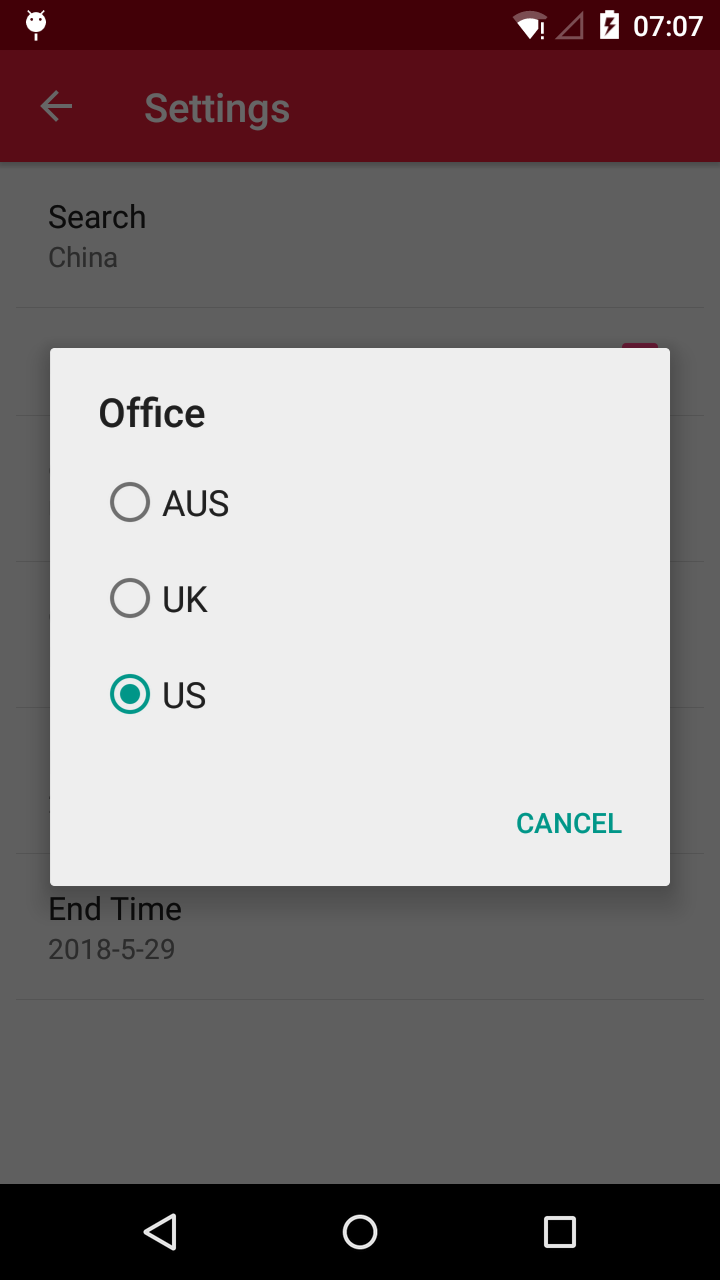 07:07
Settings
Search
China
Office
AUS
UK
US
CANCEL
End Time
2018-5-29